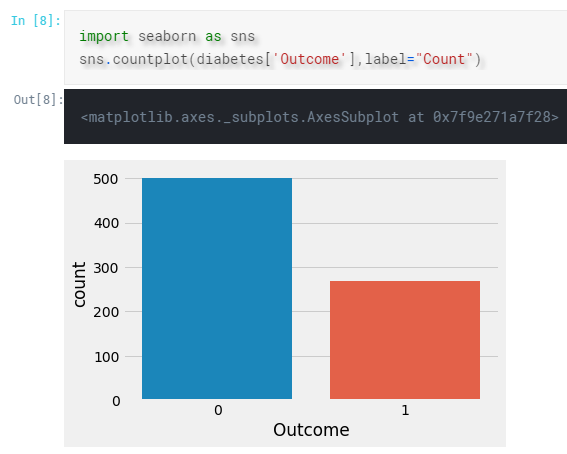 In [8]:
import seaborn as sns
sns.countplot(diabetes['Outcome'],label="Count")
Out[8]:
<matplotlib.axes._subplots.AxesSubplot at 0x7f9e271a7f28>
500
400
300
200
100
0
count
0 1
Outcome